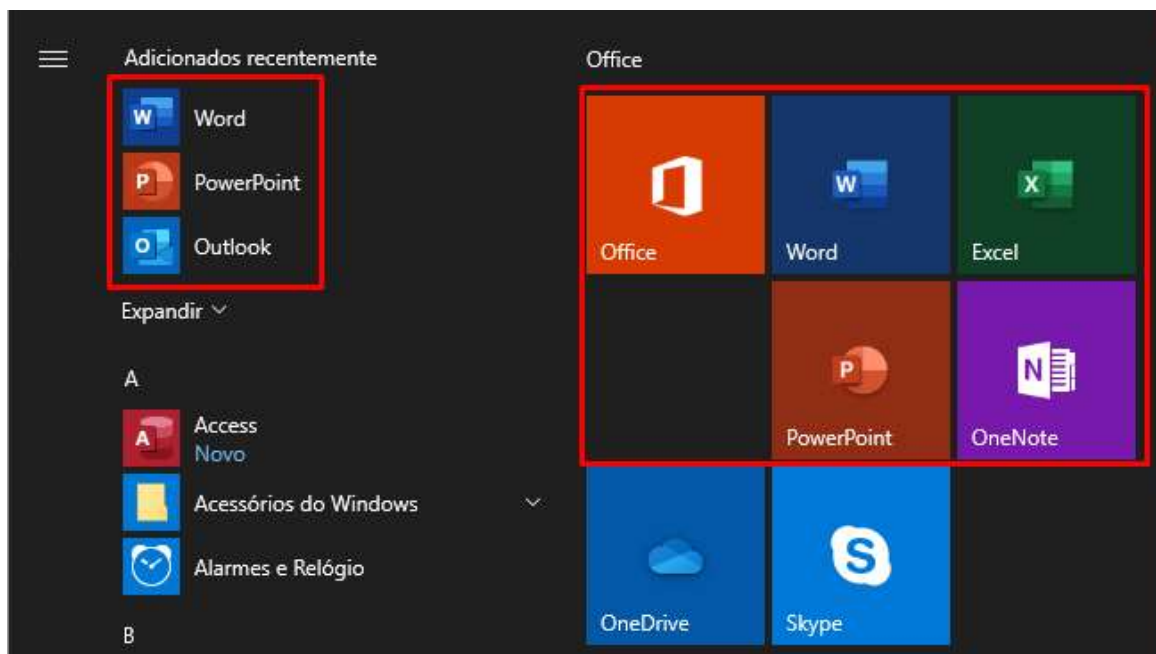 Adicionados recentemente
Word
PowerPoint
Outlook
Expandir
A
Access
Novo
Acessórios do Windows
Alarmes e Relógio
B
Office
Office
Word
Excel
PowerPoint
OneNote
OneDrive
Skype